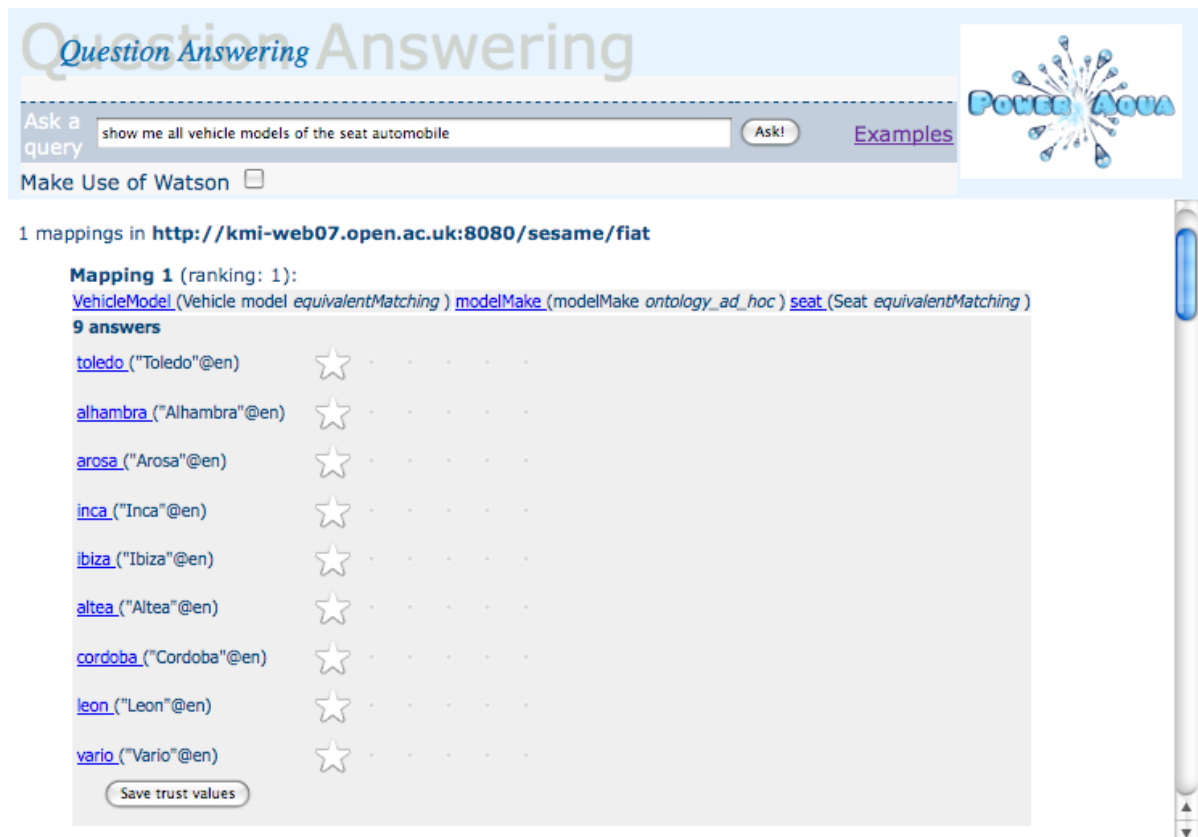 Question Answering
Question Answering
POWER AQUA
Ask a query
show me all vehicle models of the seat automobile
Ask!
Examples
Make Use of Watson
1 mappings in http://kmi-web07.open.ac.uk:8080/sesame/fiat
Mapping 1 (ranking: 1):
VehicleModel (Vehicle model equivalentMatching ) modelMake (modelMake ontology_ad_hoc ) seat (Seat equivalentMatching )
9 answers
toledo ("Toledo"@en)
alhambra ("Alhambra"@en)
arosa ("Arosa"@en)
inca ("Inca"@en)
ibiza ("Ibiza"@en)
altea ("Altea"@en)
cordoba ("Cordoba"@en)
leon ("Leon"@en)
vario ("Vario"@en)
Save trust values